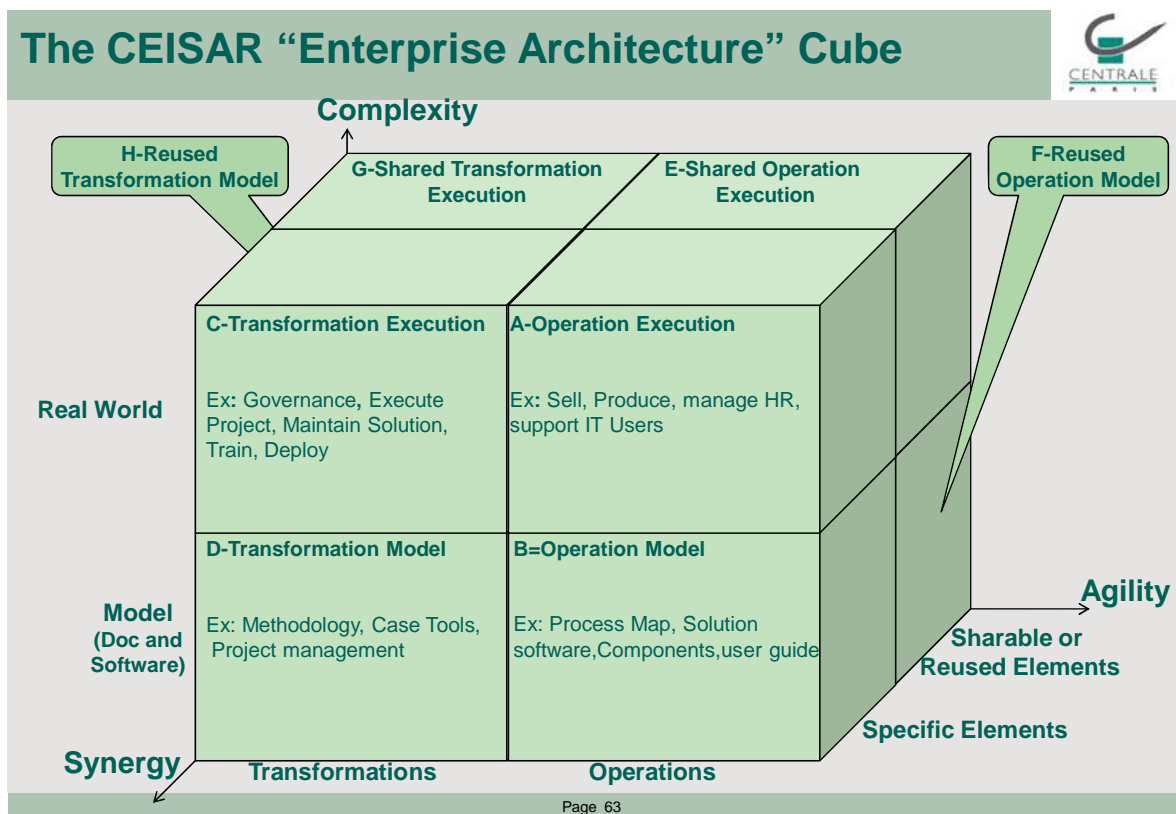 The CEISAR “Enterprise Architecture” Cube
CENTRALE
PARIS
Complexity
H-Reused
Transformation Model
G-Shared Transformation
Execution
E-Shared Operation
Execution
F-Reused
Operation Model
C-Transformation Execution
A-Operation Execution
Real World
Ex: Governance, Execute
Project, Maintain Solution,
Train, Deploy
Ex: Sell, Produce, manage HR,
support IT Users
D-Transformation Model
B=Operation Model
Model
(Doc and
Software)
Ex: Methodology, Case Tools,
Project management
Ex: Process Map, Solution
software,Components,user guide
Agility
Sharable or
Reused Elements
Specific Elements
Synergy
Transformations
Operations
Page 63